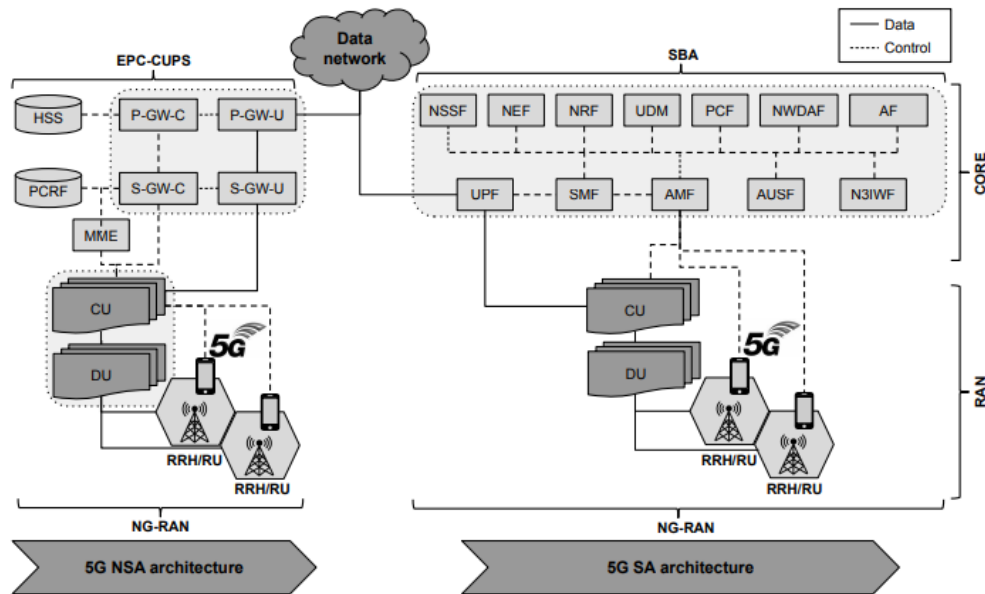 Data
Control
Data
network
EPC-CUPS
SBA
HSS
P-GW-C
P-GW-U
NSSF
NEF
NRF
UDM
PCF
NWDAF
AF
PCRF
S-GW-C
S-GW-U
UPF
SMF
AMF
AUSF
N3IWF
CORE
MME
CU
DU
5G
RRH/RU
RRH/RU
CU
DU
5G
RRH/RU
RRH/RU
RAN
NG-RAN
NG-RAN
5G NSA architecture
5G SA architecture